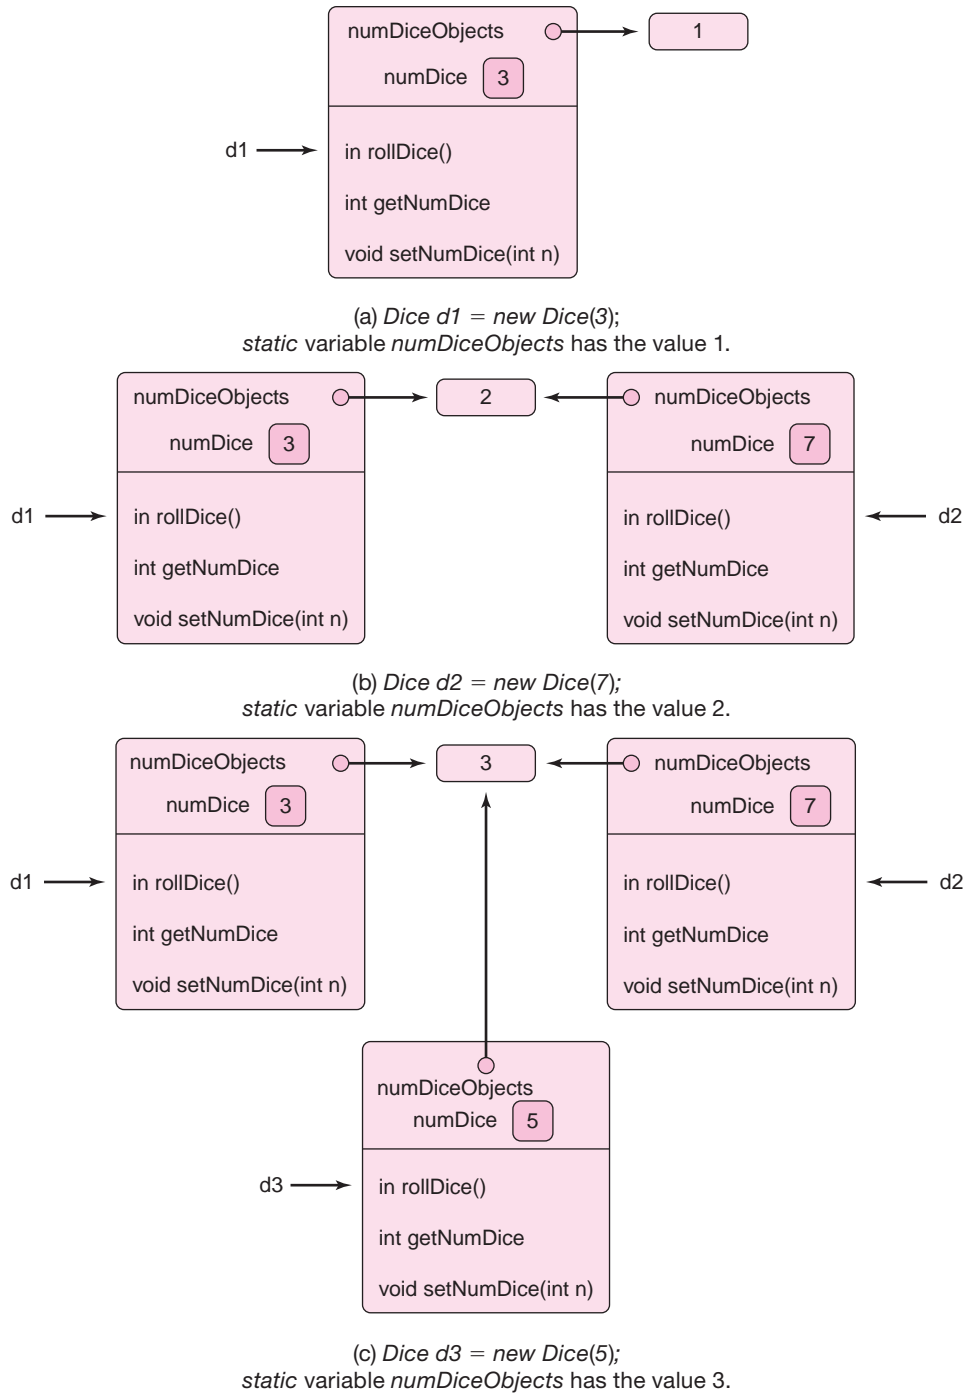 numDiceObjects 1
numDice 3
d1
in rollDice()
int getNumDice
void setNumDice(int n)
(a) Dice d1 = new Dice(3);
static variable numDiceObjects has the value 1.
numDiceObjects 2 numDiceObjects
numDice 3 numDice 7
d1 in rollDice() in rollDice() d2
int getNumDice int getNumDice
void setNumDice(int n) void setNumDice(int n)
(b) Dice d2 = new Dice(7);
static variable numDiceObjects has the value 2.
numDiceObjects 3 numDiceObjects
numDice 3 numDice 7
d1 in rollDice() in rollDice() d2
int getNumDice int getNumDice
void setNumDice(int n) void setNumDice(int n)
numDiceObjects
numDice 5
d3 in rollDice()
int getNumDice
void setNumDice(int n)
(c) Dice d3 = new Dice(5);
static variable numDiceObjects has the value 3.